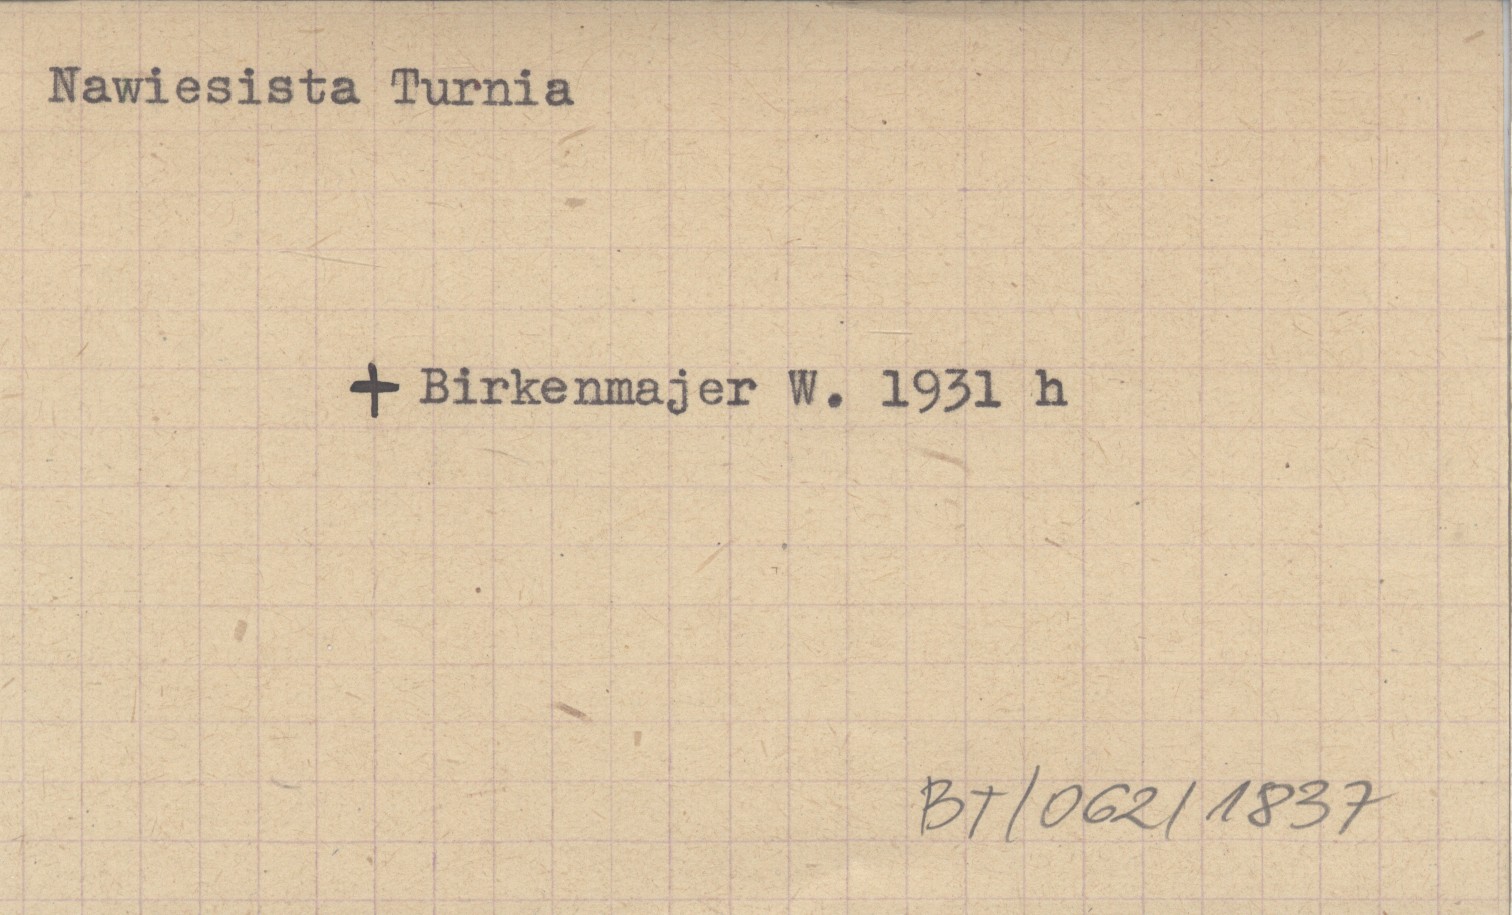 Nawiesista Turnia
+ Birkenmajer W. 1931 h
BT/062/1837